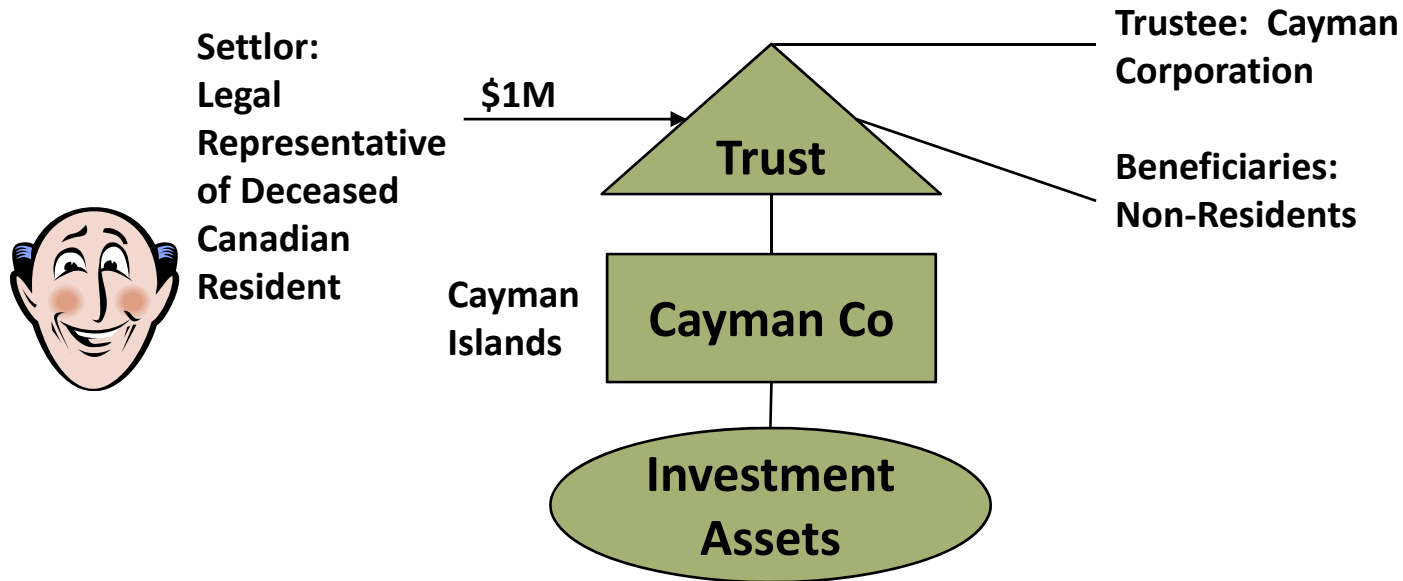 Settlor:
Legal
Representative
of Deceased
Canadian
Resident
$1M
Trust
Trustee:  Cayman
Corporation
Beneficiaries:
Non-Residents
Cayman
Islands
Cayman Co
Investment
Assets